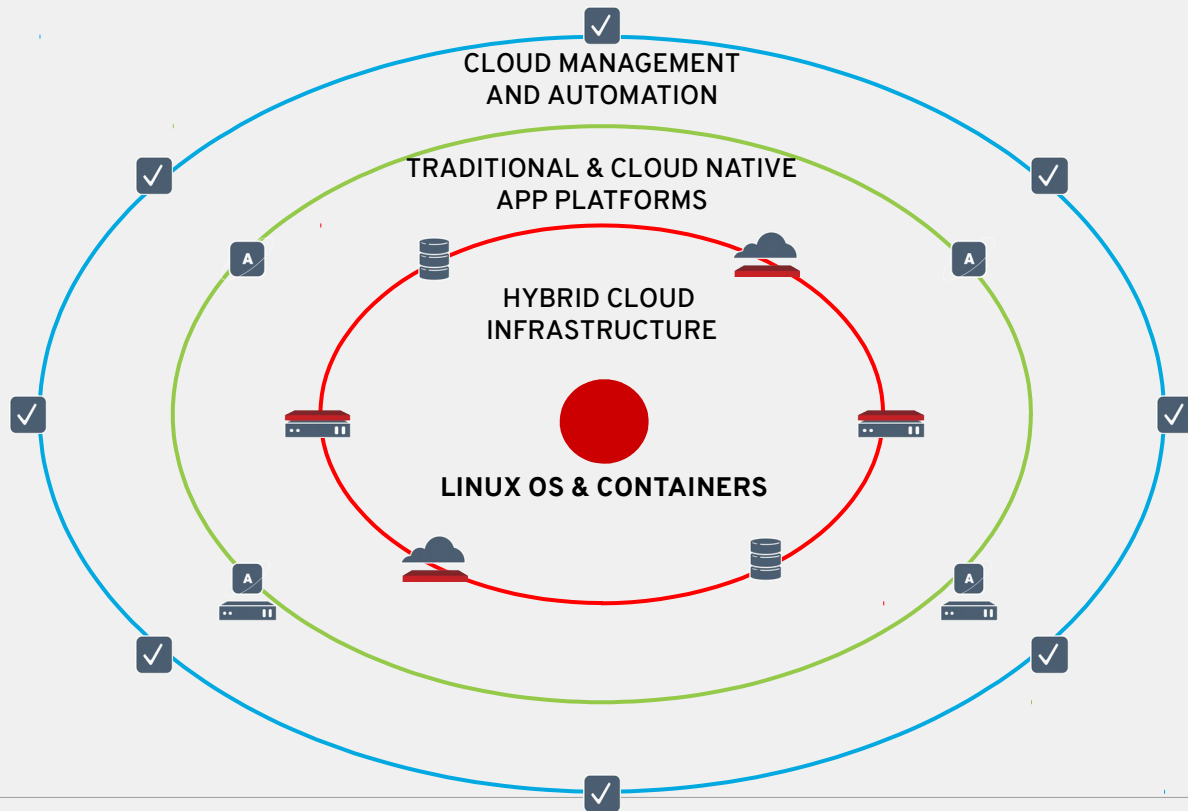 CLOUD MANAGEMENT
AND AUTOMATION
TRADITIONAL & CLOUD NATIVE
APP PLATFORMS
A
A
HYBRID CLOUD
INFRASTRUCTURE
LINUX OS & CONTAINERS
A
A